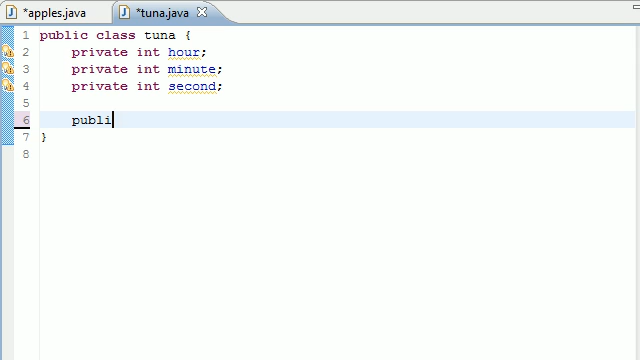 *apples.java
*tuna.java
1 public class tuna {
2 private int hour;
3 private int minute;
4 private int second;
5
6 publi
7 }
8